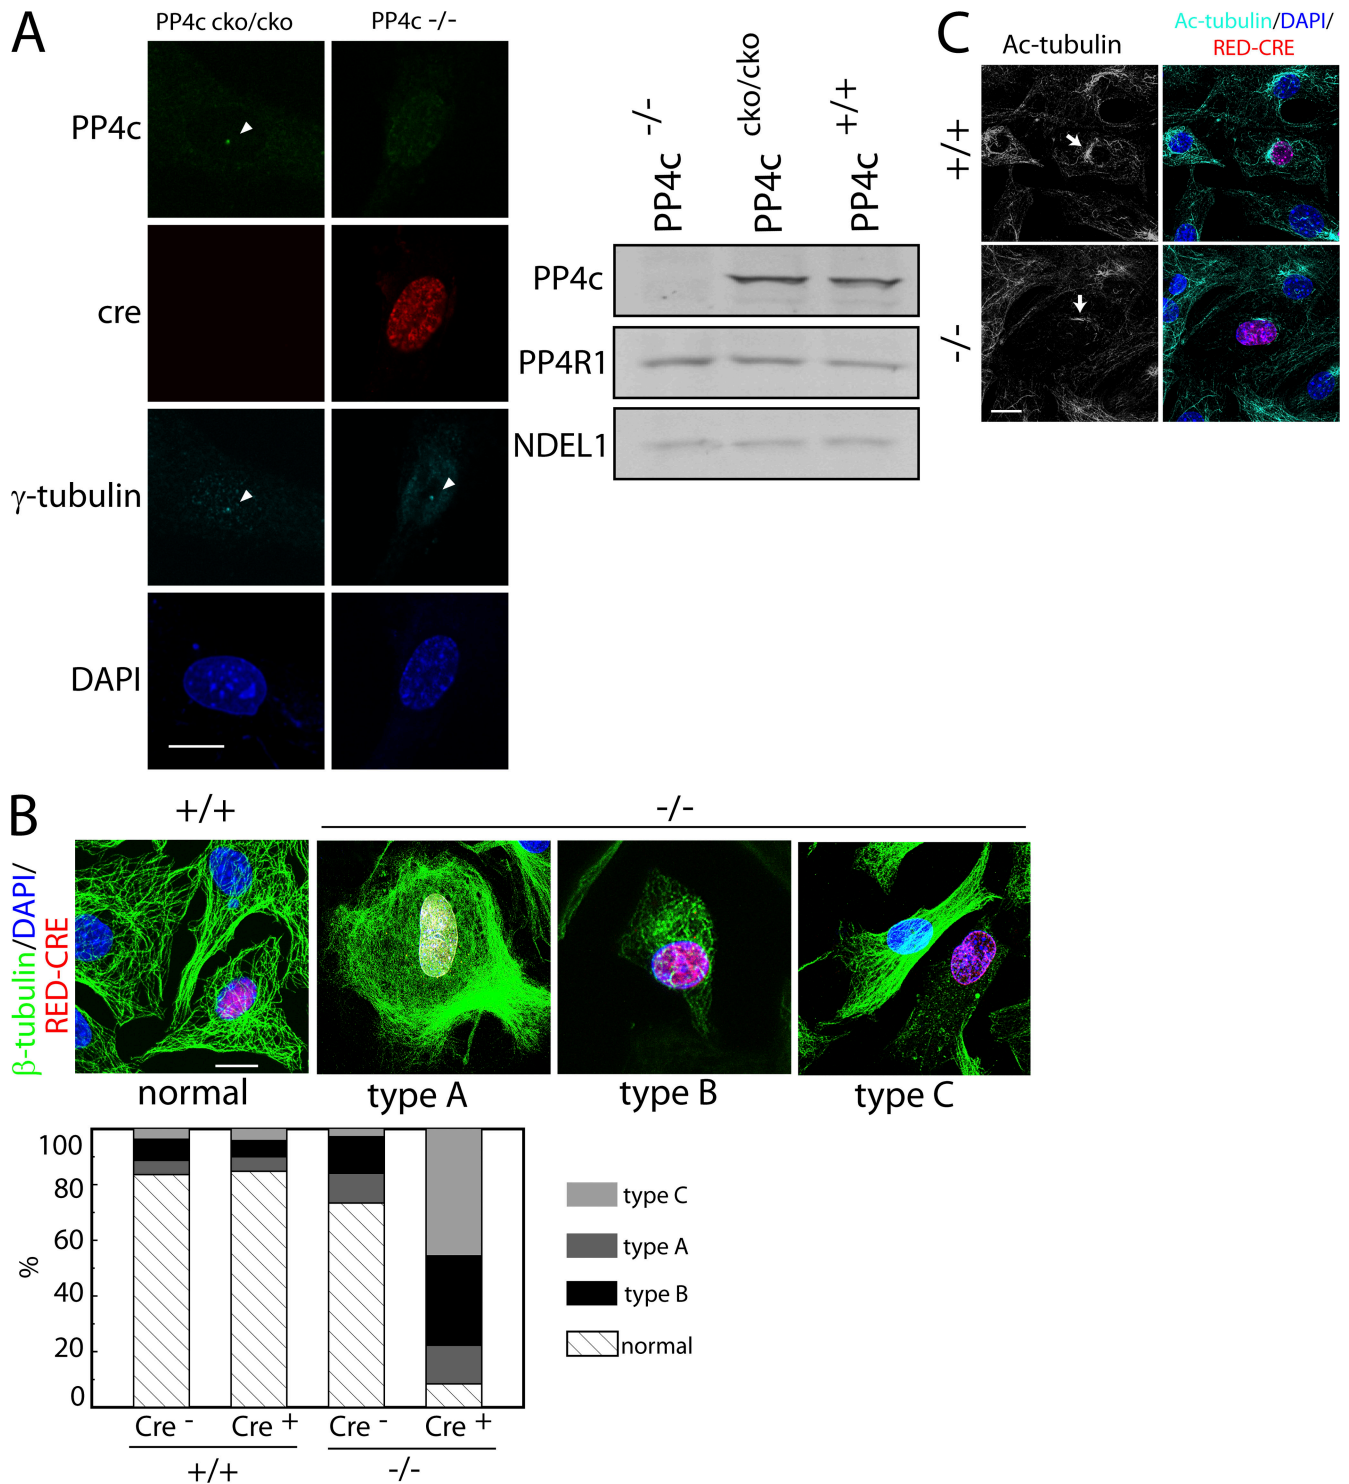 A
PP4c cko/cko
PP4c -/-
PP4c
cre
γ-tubulin
DAPI
PP4c -/-
PP4c cko/cko
PP4c +/+
PP4c
PP4R1
NDEL1
C
Ac-tubulin
Ac-tubulin/DAPI/
RED-CRE
+/+
-/-
B
+/+
-/-
β-tubulin/DAPI/
RED-CRE
normal
type A
type B
type C
%
100
80
60
40
20
0
Cre -
Cre +
Cre -
Cre +
+/+
-/-
type C
type A
type B
normal